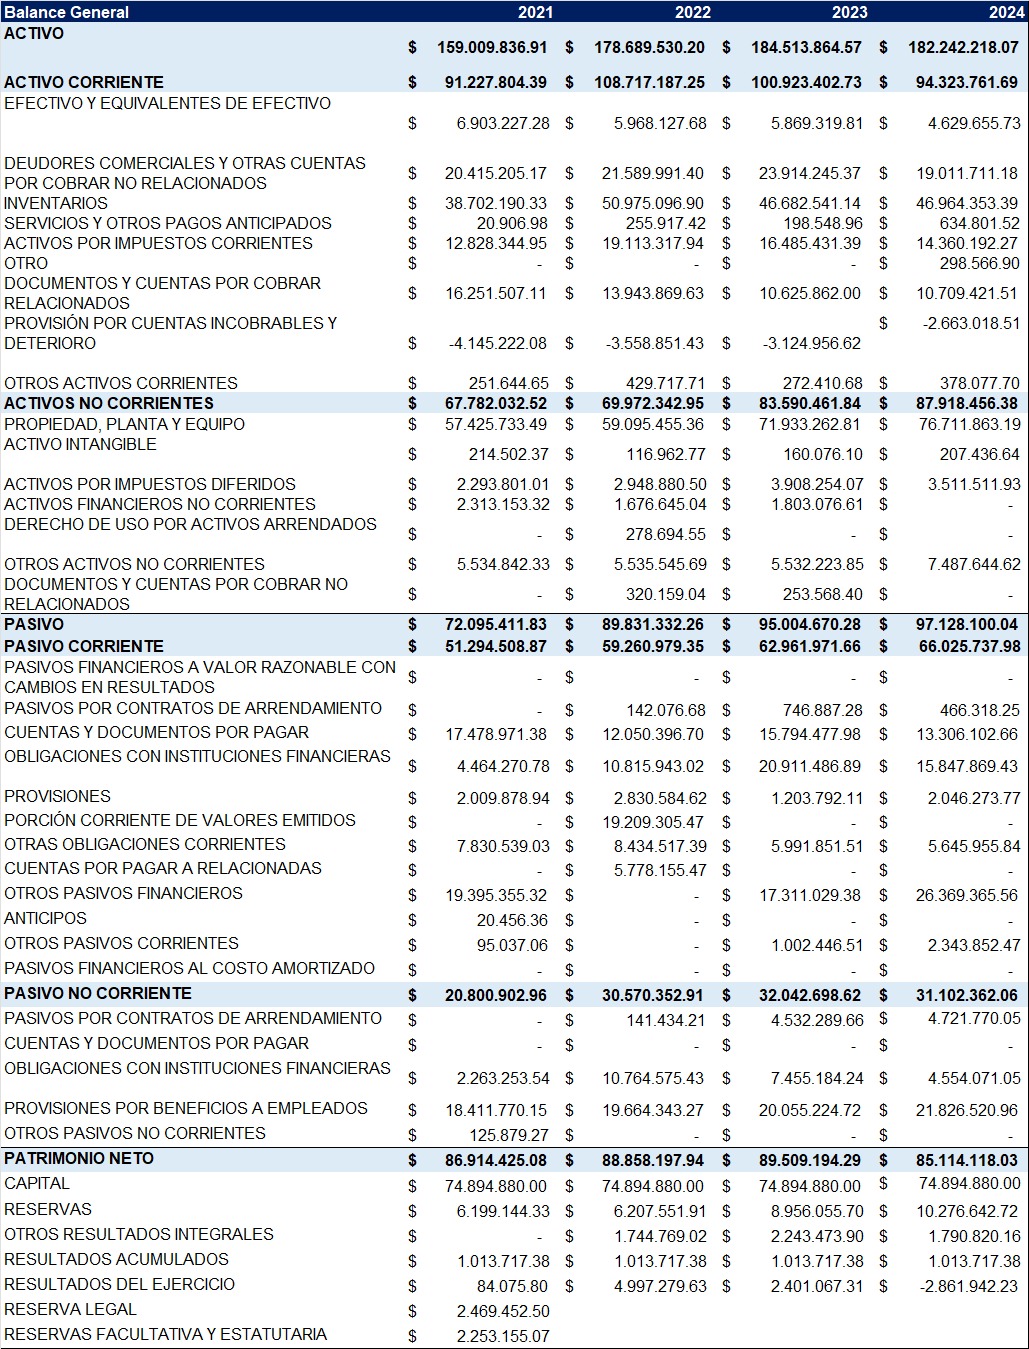 Balance General 2021 2022 2023 2024
ACTIVO
$ 159.009.836.91 $ 178.689.530.20 $ 184.513.864.57 $ 182.242.218.07
ACTIVO CORRIENTE $ 91.227.804.39 $ 108.717.187.25 $ 100.923.402.73 $ 94.323.761.69
EFECTIVO Y EQUIVALENTES DE EFECTIVO
$ 6.903.227.28 $ 5.968.127.68 $ 5.869.319.81 $ 4.629.655.73
DEUDORES COMERCIALES Y OTRAS CUENTAS
POR COBRAR NO RELACIONADOS $ 20.415.205.17 $ 21.589.991.40 $ 23.914.245.37 $ 19.011.711.18
INVENTARIOS $ 38.702.190.33 $ 50.975.096.90 $ 46.682.541.14 $ 46.964.353.39
SERVICIOS Y OTROS PAGOS ANTICIPADOS $ 20.906.98 $ 255.917.42 $ 198.548.96 $ 634.801.52
ACTIVOS POR IMPUESTOS CORRIENTES $ 12.828.344.95 $ 19.113.317.94 $ 16.485.431.39 $ 14.360.192.27
OTRO $ - $ - $ - $ 298.566.90
DOCUMENTOS Y CUENTAS POR COBRAR
RELACIONADOS $ 16.251.507.11 $ 13.943.869.63 $ 10.625.862.00 $ 10.709.421.51
PROVISIÓN POR CUENTAS INCOBRABLES Y $ -2.663.018.51
DETERIORO $ -4.145.222.08 $ -3.558.851.43 $ -3.124.956.62
OTROS ACTIVOS CORRIENTES $ 251.644.65 $ 429.717.71 $ 272.410.68 $ 378.077.70
ACTIVOS NO CORRIENTES $ 67.782.032.52 $ 69.972.342.95 $ 83.590.461.84 $ 87.918.456.38
PROPIEDAD, PLANTA Y EQUIPO $ 57.425.733.49 $ 59.095.455.36 $ 71.933.262.81 $ 76.711.863.19
ACTIVO INTANGIBLE
$ 214.502.37 $ 116.962.77 $ 160.076.10 $ 207.436.64
ACTIVOS POR IMPUESTOS DIFERIDOS $ 2.293.801.01 $ 2.948.880.50 $ 3.908.254.07 $ 3.511.511.93
ACTIVOS FINANCIEROS NO CORRIENTES $ 2.313.153.32 $ 1.676.645.04 $ 1.803.076.61 $ -
DERECHO DE USO POR ACTIVOS ARRENDADOS
$ - $ 278.694.55 $ - $ -
OTROS ACTIVOS NO CORRIENTES $ 5.534.842.33 $ 5.535.545.69 $ 5.532.223.85 $ 7.487.644.62
DOCUMENTOS Y CUENTAS POR COBRAR NO
RELACIONADOS $ - $ 320.159.04 $ 253.568.40 $ -
PASIVO $ 72.095.411.83 $ 89.831.332.26 $ 95.004.670.28 $ 97.128.100.04
PASIVO CORRIENTE $ 51.294.508.87 $ 59.260.979.35 $ 62.961.971.66 $ 66.025.737.98
PASIVOS FINANCIEROS A VALOR RAZONABLE CON
CAMBIOS EN RESULTADOS $ - $ - $ - $ -
PASIVOS POR CONTRATOS DE ARRENDAMIENTO $ - $ 142.076.68 $ 746.887.28 $ 466.318.25
CUENTAS Y DOCUMENTOS POR PAGAR $ 17.478.971.38 $ 12.050.396.70 $ 15.794.477.98 $ 13.306.102.66
OBLIGACIONES CON INSTITUCIONES FINANCIERAS
$ 4.464.270.78 $ 10.815.943.02 $ 20.911.486.89 $ 15.847.869.43
PROVISIONES $ 2.009.878.94 $ 2.830.584.62 $ 1.203.792.11 $ 2.046.273.77
PORCIÓN CORRIENTE DE VALORES EMITIDOS $ - $ 19.209.305.47 $ - $ -
OTRAS OBLIGACIONES CORRIENTES $ 7.830.539.03 $ 8.434.517.39 $ 5.991.851.51 $ 5.645.955.84
CUENTAS POR PAGAR A RELACIONADAS $ - $ 5.778.155.47 $ - $ -
OTROS PASIVOS FINANCIEROS $ 19.395.355.32 $ - $ 17.311.029.38 $ 26.369.365.56
ANTICIPOS $ 20.456.36 $ - $ - $ -
OTROS PASIVOS CORRIENTES $ 95.037.06 $ - $ 1.002.446.51 $ 2.343.852.47
PASIVOS FINANCIEROS AL COSTO AMORTIZADO $ - $ - $ - $ -
PASIVO NO CORRIENTE $ 20.800.902.96 $ 30.570.352.91 $ 32.042.698.62 $ 31.102.362.06
PASIVOS POR CONTRATOS DE ARRENDAMIENTO $ - $ 141.434.21 $ 4.532.289.66 $ 4.721.770.05
CUENTAS Y DOCUMENTOS POR PAGAR $ - $ - $ - $ -
OBLIGACIONES CON INSTITUCIONES FINANCIERAS
$ 2.263.253.54 $ 10.764.575.43 $ 7.455.184.24 $ 4.554.071.05
PROVISIONES POR BENEFICIOS A EMPLEADOS $ 18.411.770.15 $ 19.664.343.27 $ 20.055.224.72 $ 21.826.520.96
OTROS PASIVOS NO CORRIENTES $ 125.879.27 $ - $ - $ -
PATRIMONIO NETO $ 86.914.425.08 $ 88.858.197.94 $ 89.509.194.29 $ 85.114.118.03
CAPITAL $ 74.894.880.00 $ 74.894.880.00 $ 74.894.880.00 $ 74.894.880.00
RESERVAS $ 6.199.144.33 $ 6.207.551.91 $ 8.956.055.70 $ 10.276.642.72
OTROS RESULTADOS INTEGRALES $ - $ 1.744.769.02 $ 2.243.473.90 $ 1.790.820.16
RESULTADOS ACUMULADOS $ 1.013.717.38 $ 1.013.717.38 $ 1.013.717.38 $ 1.013.717.38
RESULTADOS DEL EJERCICIO $ 84.075.80 $ 4.997.279.63 $ 2.401.067.31 $ -2.861.942.23
RESERVA LEGAL $ 2.469.452.50
RESERVAS FACULTATIVA Y ESTATUTARIA $ 2.253.155.07